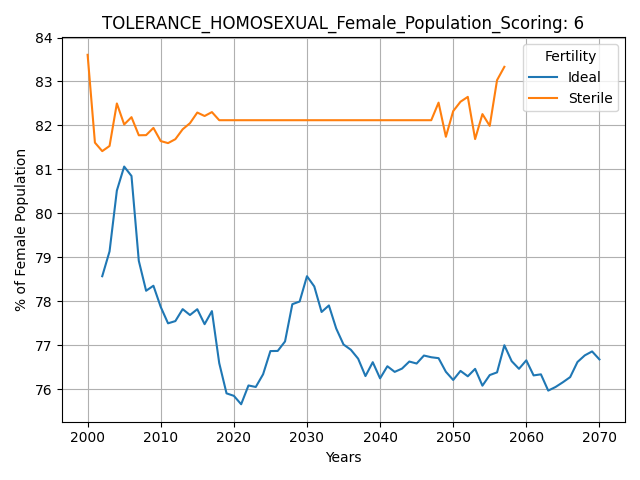 TOLERANCE_HOMOSEXUAL_Female_Population_Scoring: 6
Fertility
Ideal
Sterile
% of Female Population
84
83
82
81
80
79
78
77
76
2000 2010 2020 2030 2040 2050 2060 2070
Years